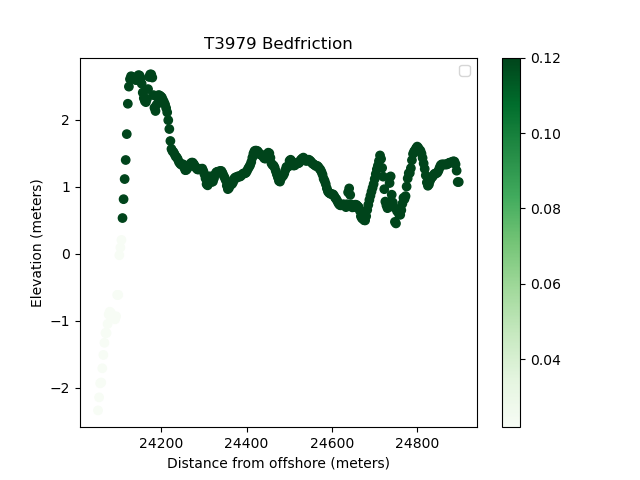 T3979 Bedfriction
Elevation (meters)
2
1
0
−1
−2
24200 24400 24600 24800
Distance from offshore (meters)
0.12
0.10
0.08
0.06
0.04